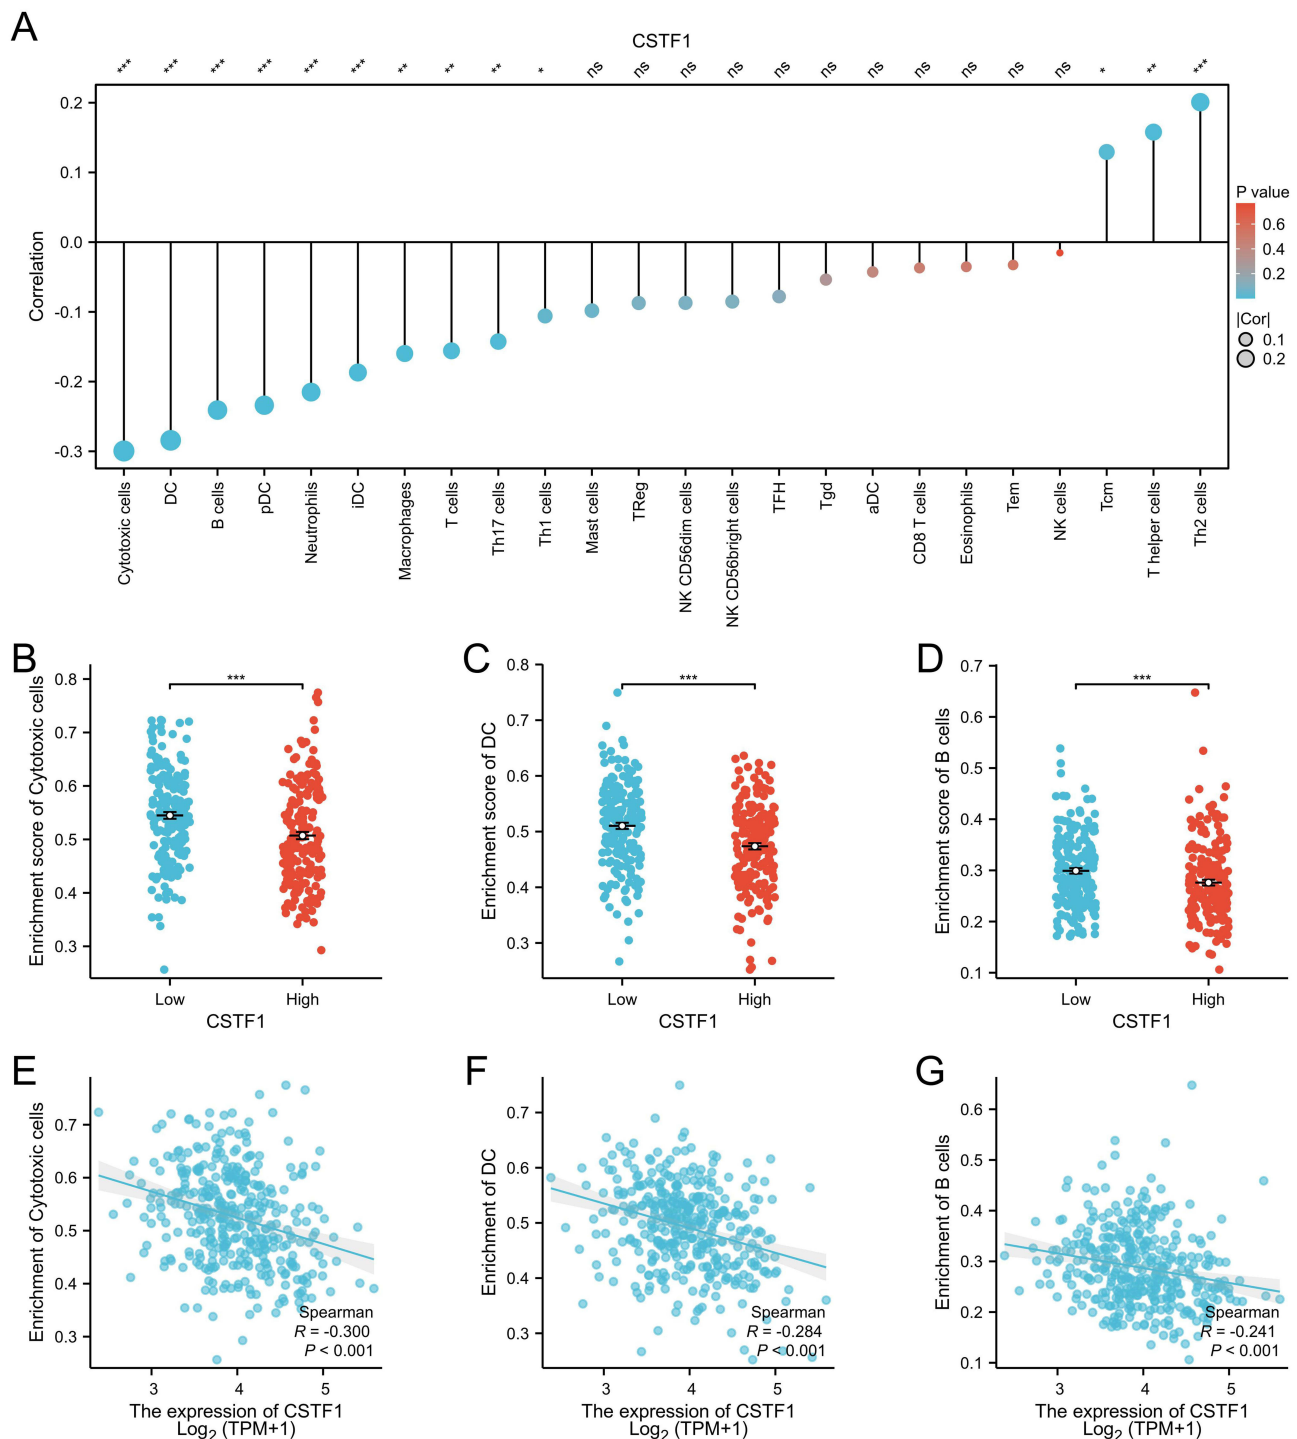 A
CSTF1
*** *** *** *** *** *** ** ** ** * ns ns ns ns ns ns ns ns ns ns ns * ** ***
Correlation
0.2
0.1
0.0
-0.1
-0.2
-0.3
Cytotoxic cells
DC
B cells
pDC
Neutrophils
iDC
Macrophages
T cells
Th17 cells
Th1 cells
Mast cells
TReg
NK CD56dim cells
NK CD56bright cells
TFH
Tgd
aDC
CD8 T cells
Eosinophils
Tem
NK cells
Tcm
T helper cells
Th2 cells
P value
0.6
0.4
0.2
|Cor|
0.1
0.2
B
Enrichment score of Cytotoxic cells
0.8
0.7
0.6
0.5
0.4
0.3
***
Low High
CSTF1
C
Enrichment score of DC
0.8
0.7
0.6
0.5
0.4
0.3
***
Low High
CSTF1
D
Enrichment score of B cells
0.7
0.6
0.5
0.4
0.3
0.2
0.1
***
Low High
CSTF1
E
Enrichment of Cytotoxic cells
0.7
0.6
0.5
0.4
0.3
Spearman
R = -0.300
P < 0.001
3 4 5
The expression of CSTF1
Log2 (TPM+1)
F
Enrichment of DC
0.7
0.6
0.5
0.4
0.3
Spearman
R = -0.284
P < 0.001
3 4 5
The expression of CSTF1
Log2 (TPM+1)
G
Enrichment of B cells
0.6
0.5
0.4
0.3
0.2
0.1
Spearman
R = -0.241
P < 0.001
3 4 5
The expression of CSTF1
Log2 (TPM+1)